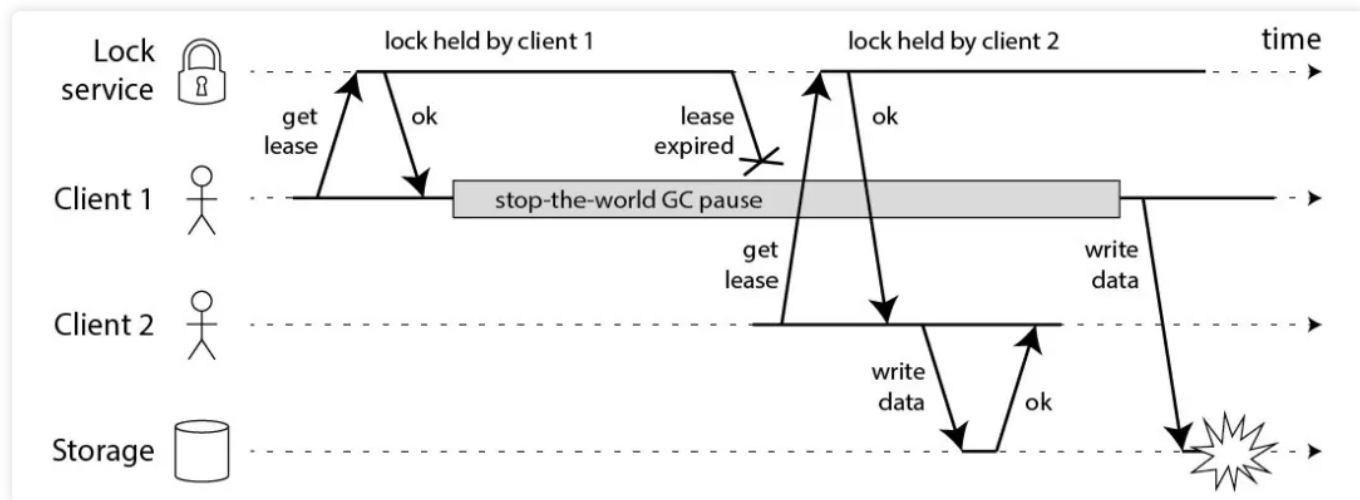 lock held by client 1
lock held by client 2
time
Lock
service
get
lease
ok
lease
expired
ok
Client 1
stop-the-world GC pause
get
lease
write
data
Client 2
write
data
ok
Storage